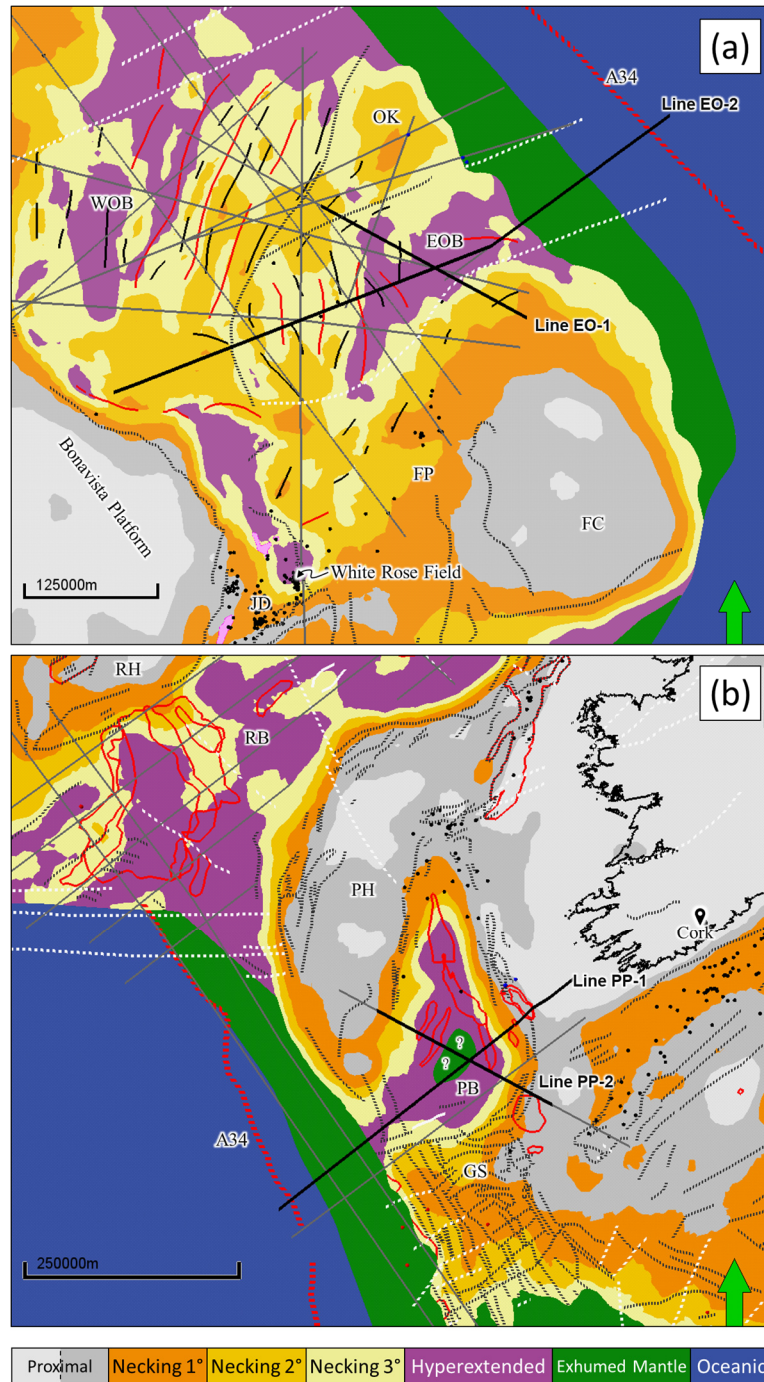 (a)
A34
Line EO-2
OK
WOB
EOB
Line EO-1
Bonavista Platform
FP
FC
125000m
White Rose Field
JD
(b)
RH
RB
PH
Cork
Line PP-1
?
?
PB
Line PP-2
A34
GS
250000m
Proximal Necking 1° Necking 2° Necking 3° Hyperextended Exhumed Mantle Oceanic